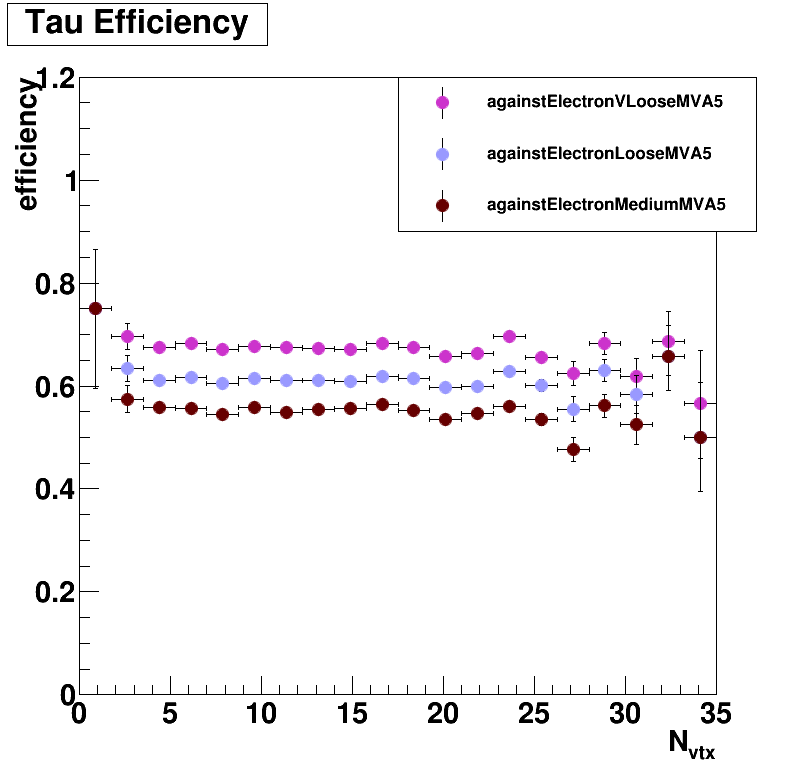 Tau Efficiency
efficiency
1.2
1
0.8
0.6
0.4
0.2
0
againstElectronVLooseMVA5
againstElectronLooseMVA5
againstElectronMediumMVA5
0 5 10 15 20 25 30 35
N_vtx